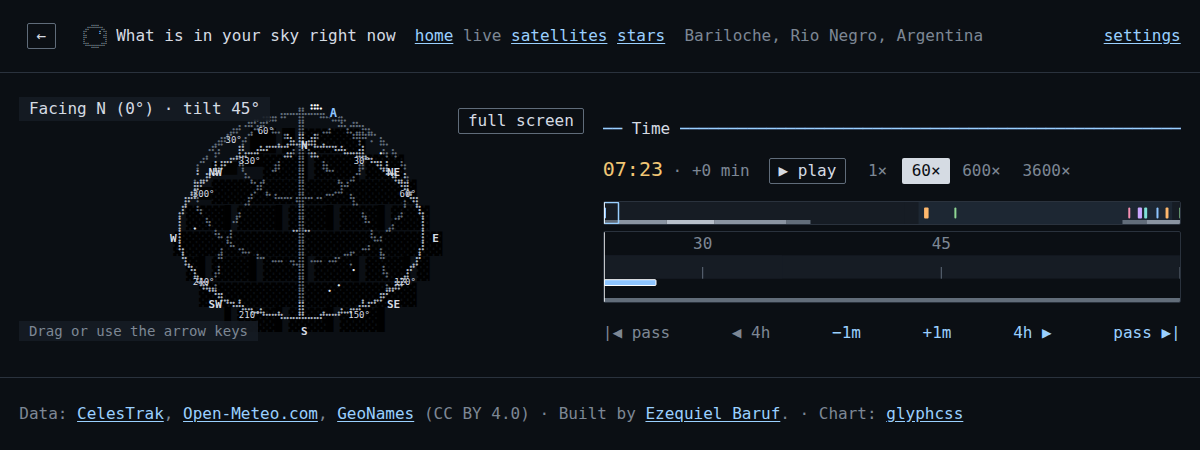 ← What is in your sky right now home live satellites stars Bariloche, Rio Negro, Argentina settings
Facing N (0°) · tilt 45°
full screen
A
60°
30°
N
330°
30°
NW
NE
300°
60°
W
E
240°
120°
SW
SE
210°
150°
S
Drag or use the arrow keys
Time
07:23 · +0 min ▶ play 1× 60× 600× 3600×
30 45
|◀ pass ◀ 4h −1m +1m 4h ▶ pass ▶|
Data: CelesTrak, Open-Meteo.com, GeoNames (CC BY 4.0) · Built by Ezequiel Baruf. · Chart: glyphcss